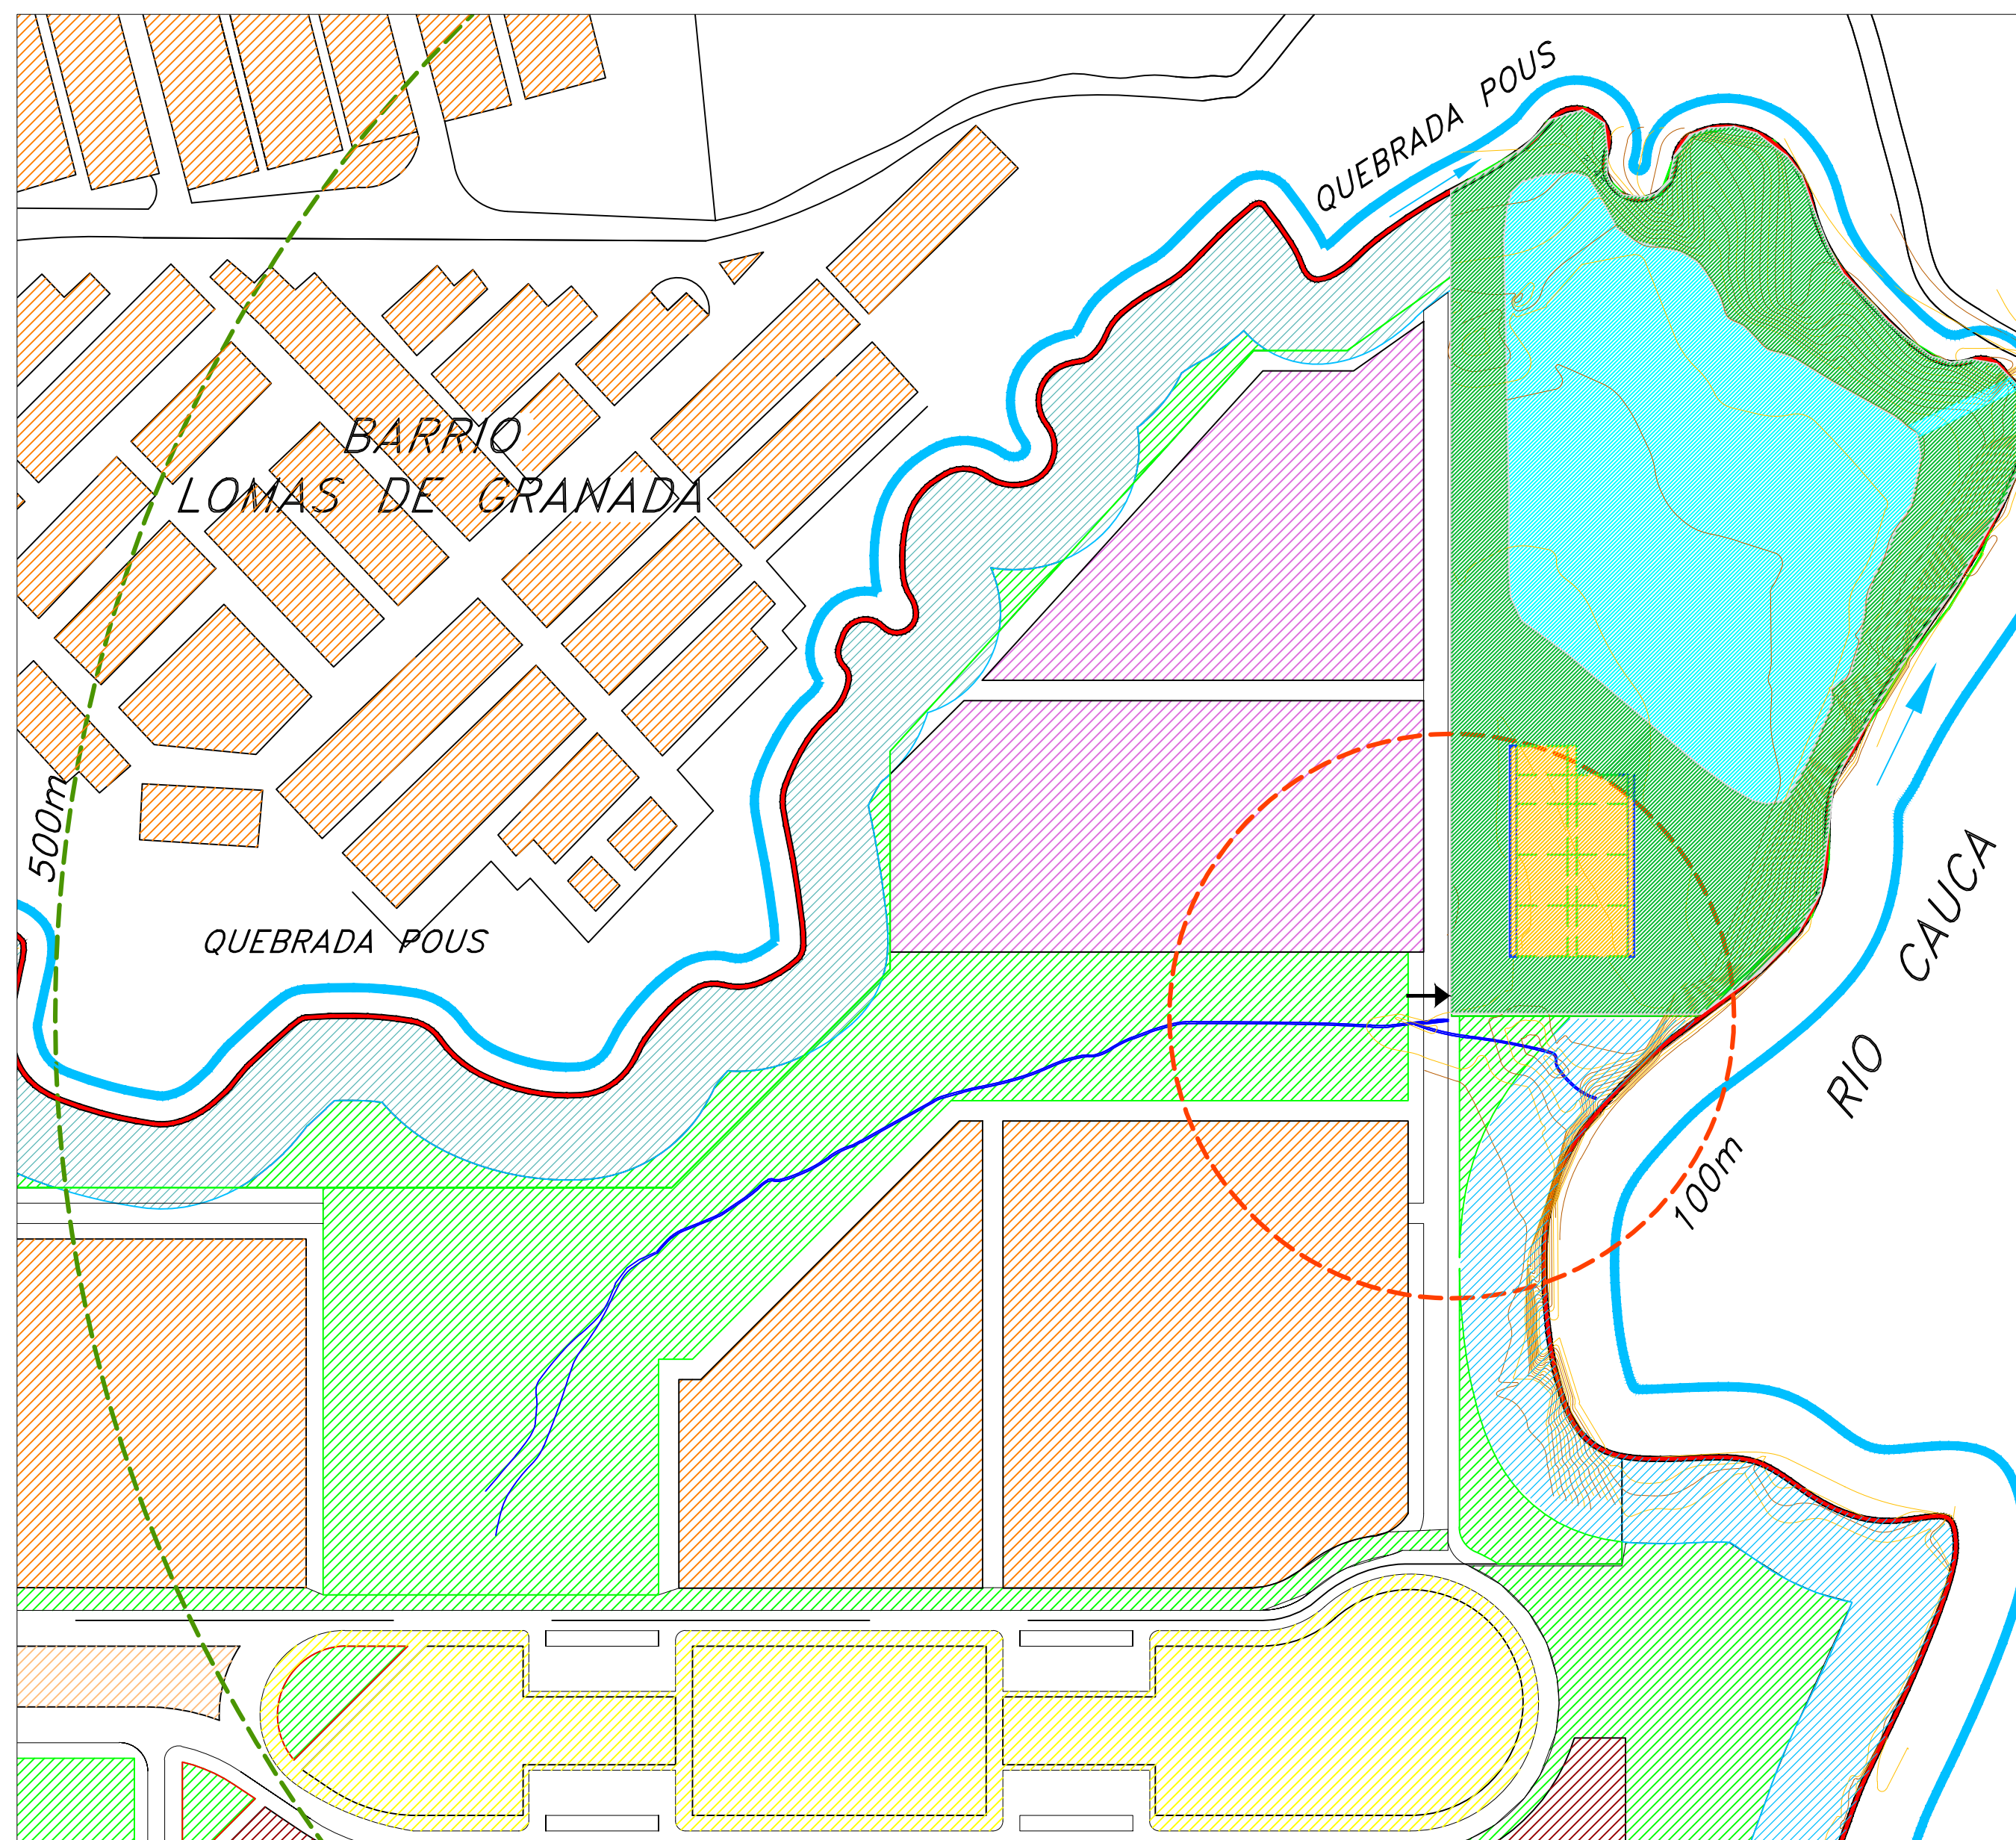 QUEBRADA POUS
BARRIO
LOMAS DE GRANADA
500m
QUEBRADA POUS
RIO CAUCA
100m